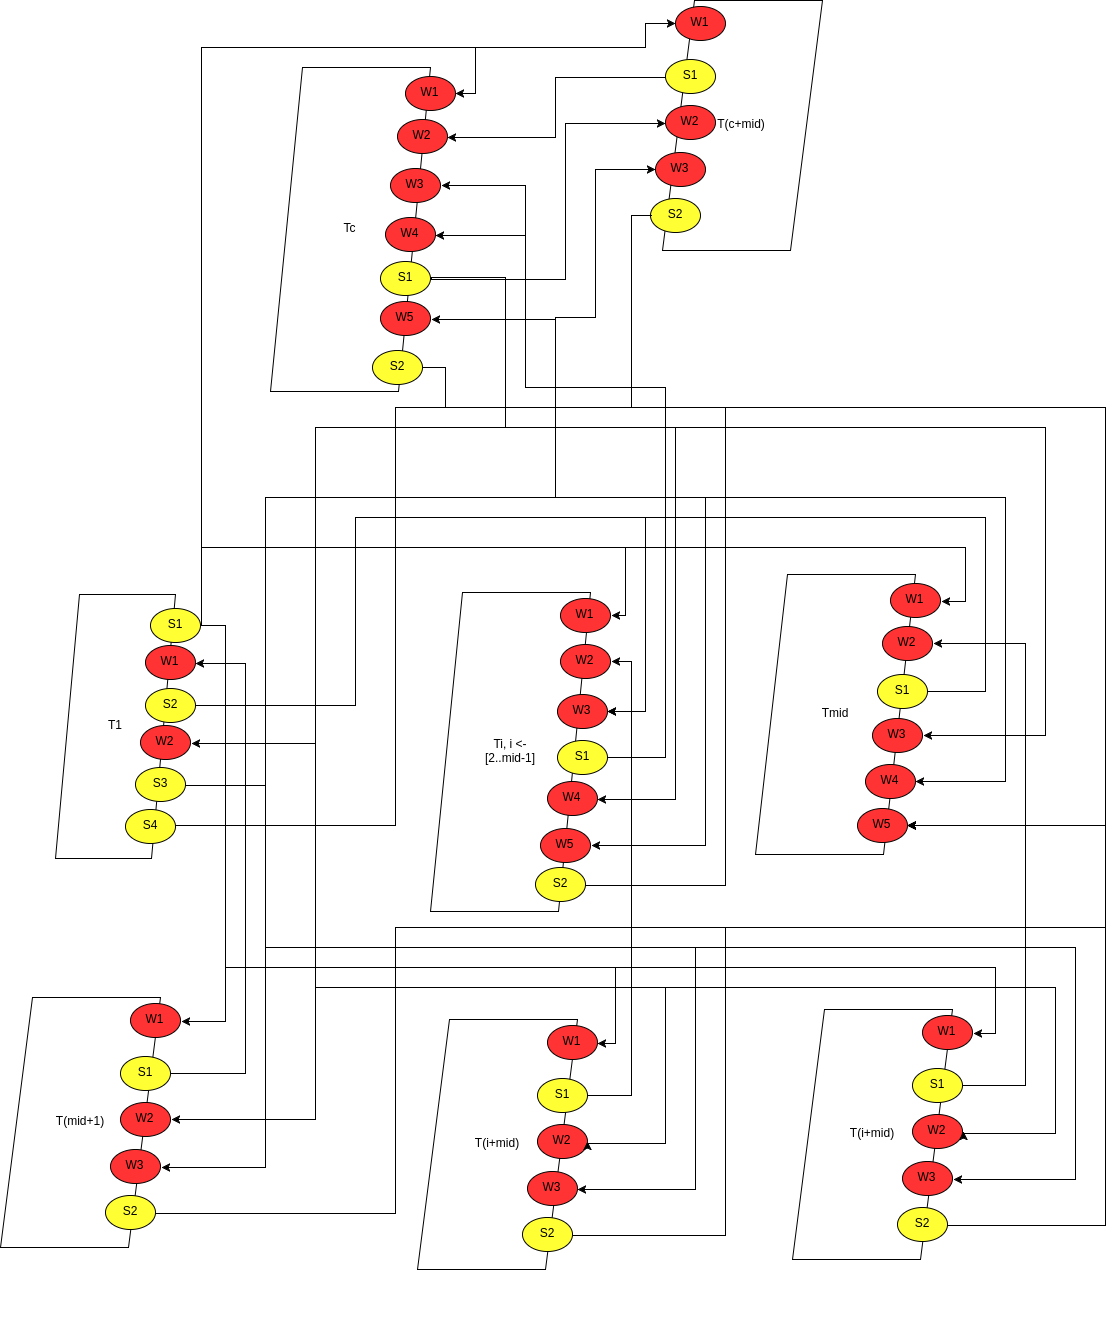 W1
S1
W2
T(c+mid)
W3
S2
W1
W2
W3
Tc
W4
S1
W5
S2
S1
W1
S2
T1
W2
S3
S4
W1
W2
W3
Ti, i <-
[2..mid-1]
S1
W4
W5
S2
W1
W2
S1
Tmid
W3
W4
W5
W1
S1
T(mid+1)
W2
W3
S2
W1
S1
T(i+mid)
W2
W3
S2
W1
S1
T(i+mid)
W2
W3
S2